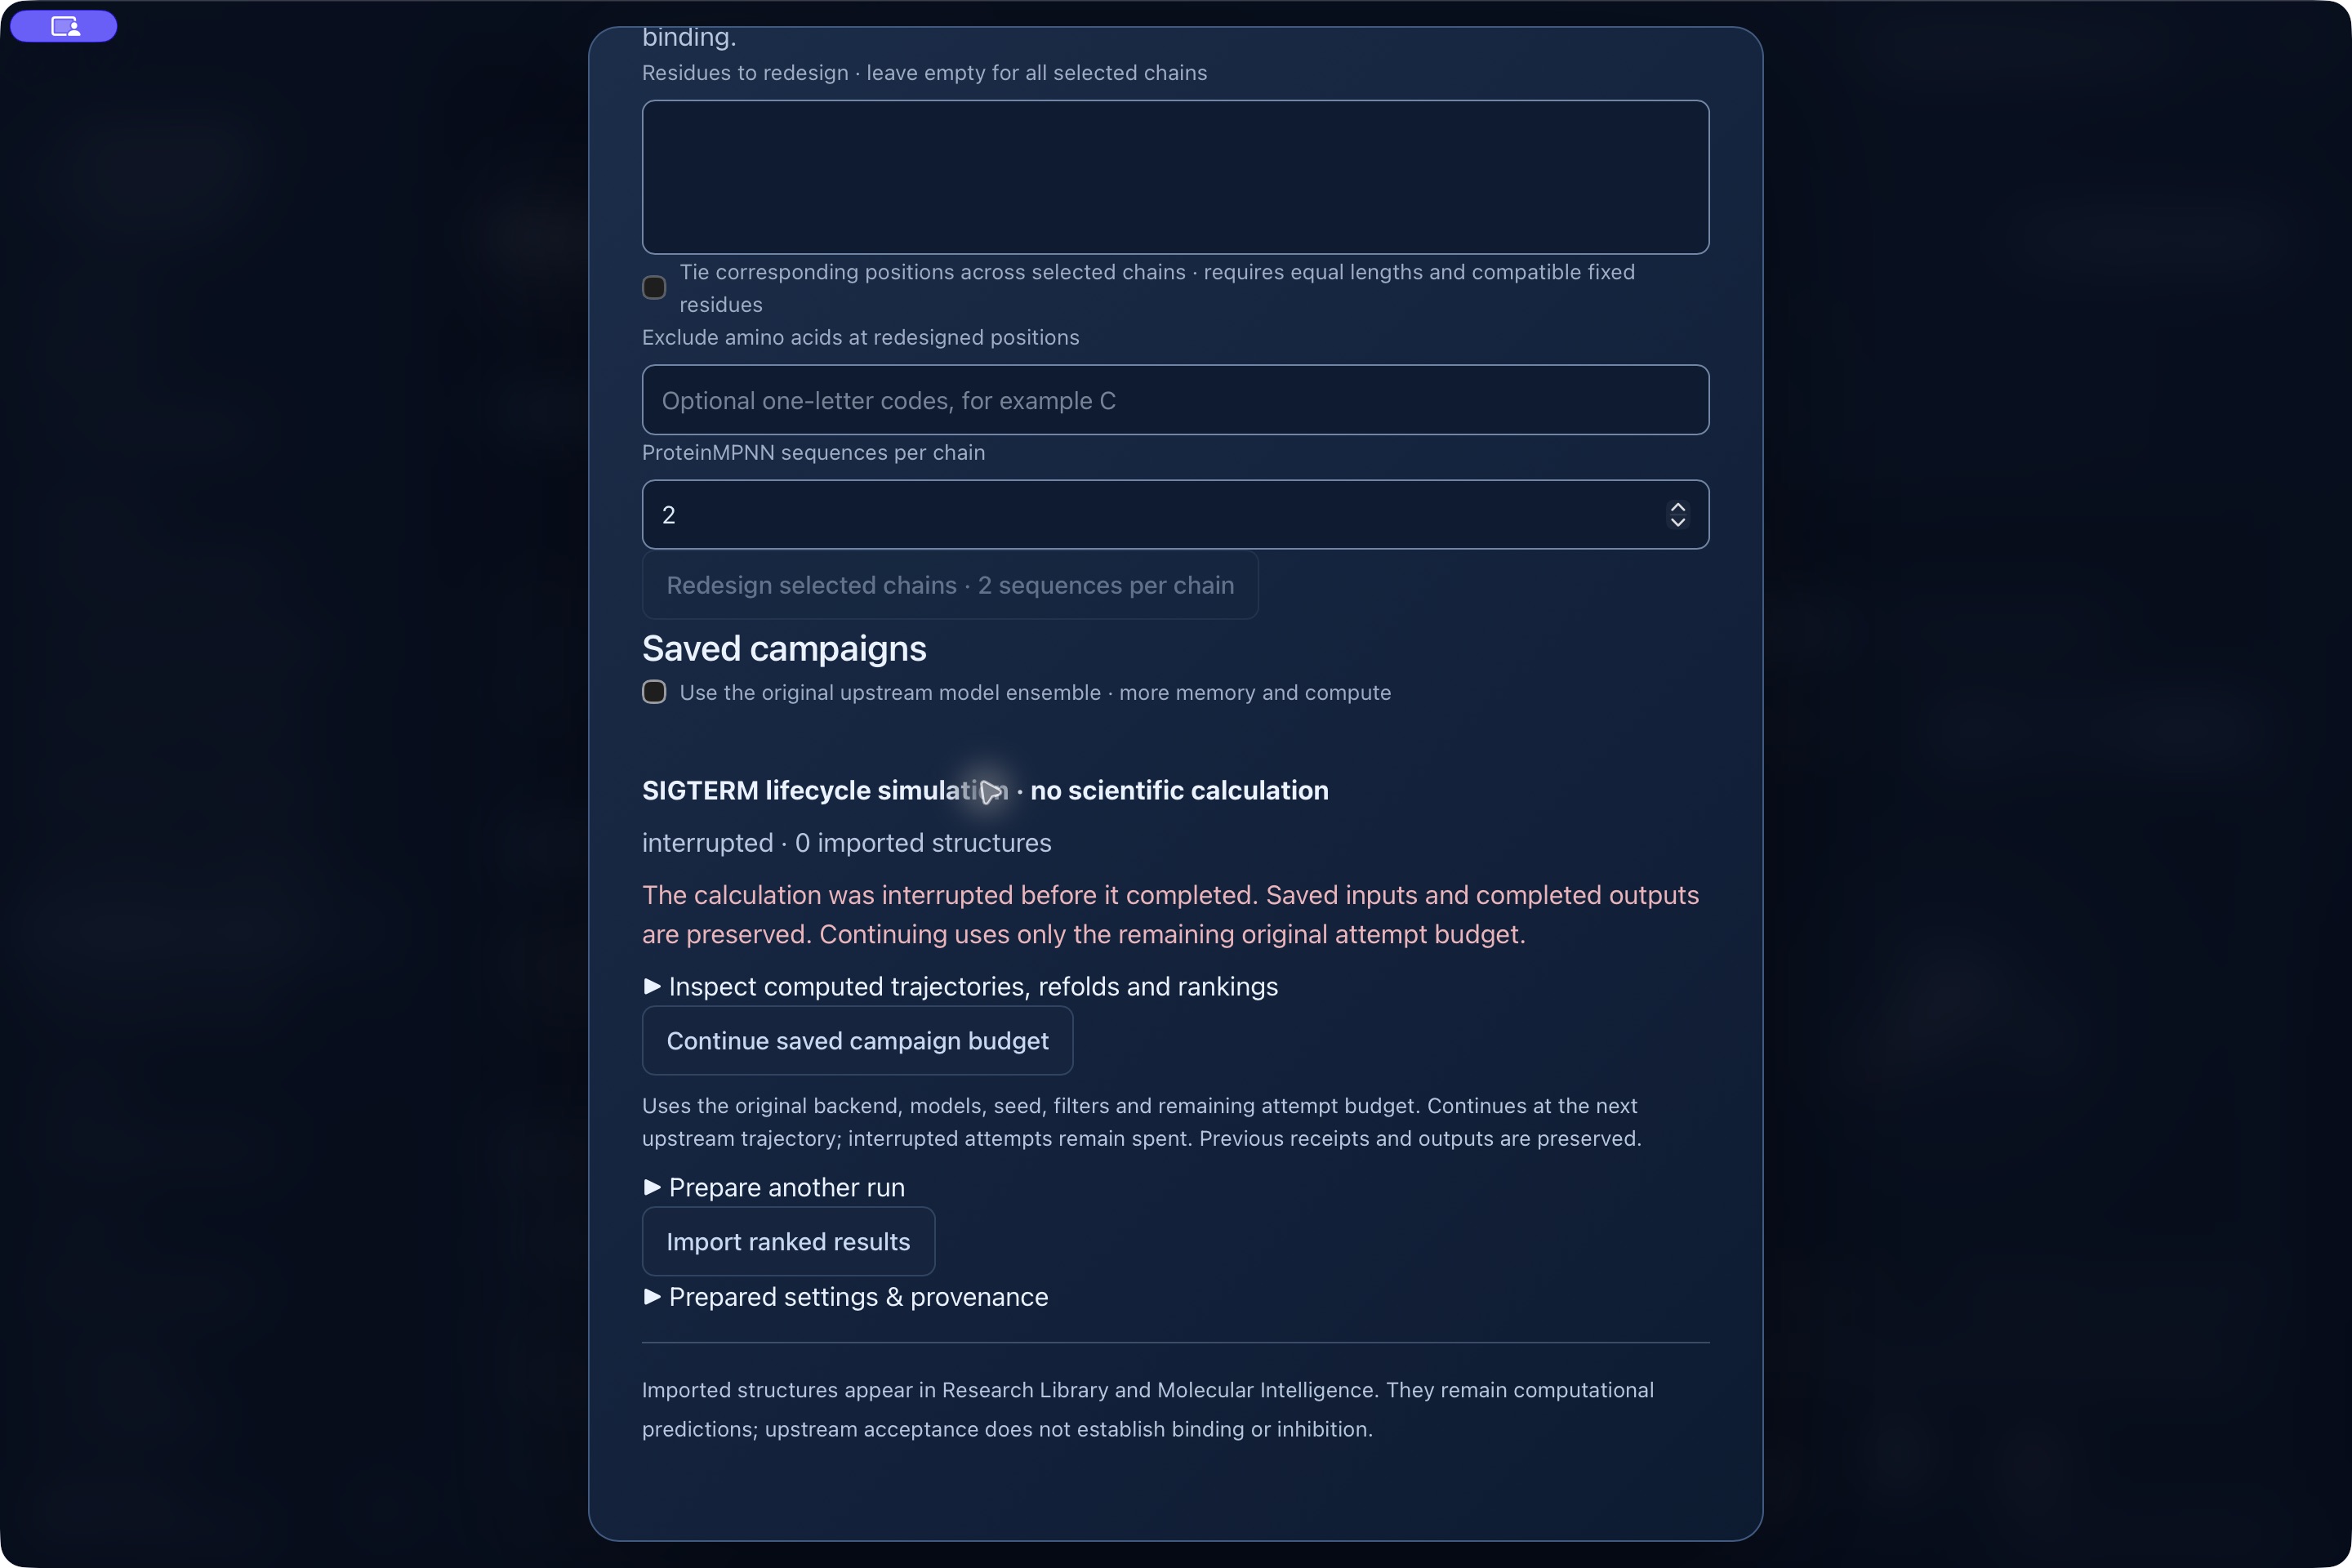 binding.
Residues to redesign · leave empty for all selected chains
Tie corresponding positions across selected chains · requires equal lengths and compatible fixed
residues
Exclude amino acids at redesigned positions
Optional one-letter codes, for example C
ProteinMPNN sequences per chain
2
Redesign selected chains · 2 sequences per chain
Saved campaigns
Use the original upstream model ensemble · more memory and compute
SIGTERM lifecycle simulation · no scientific calculation
interrupted · 0 imported structures
The calculation was interrupted before it completed. Saved inputs and completed outputs
are preserved. Continuing uses only the remaining original attempt budget.
Inspect computed trajectories, refolds and rankings
Continue saved campaign budget
Uses the original backend, models, seed, filters and remaining attempt budget. Continues at the next
upstream trajectory; interrupted attempts remain spent. Previous receipts and outputs are preserved.
Prepare another run
Import ranked results
Prepared settings & provenance
Imported structures appear in Research Library and Molecular Intelligence. They remain computational
predictions; upstream acceptance does not establish binding or inhibition.